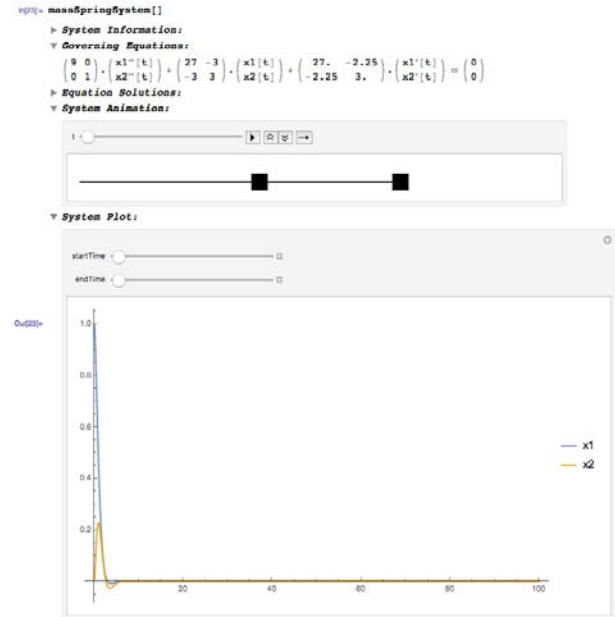 In[23]:= massSpringSystem[]
▶ System Information:
▼ Governing Equations:
(9 0
0 1).(x1''[t]
x2''[t]) + (27 -3
-3 3).(x1[t]
x2[t]) + (27. -2.25
-2.25 3.).(x1'[t]
x2'[t]) = (0
0)
▶ Equation Solutions:
▼ System Animation:
t
▼ System Plot:
startTime
endTime
Out[23]=
1.0
0.8
0.6
0.4
0.2
20 40 60 80 100
x1
x2